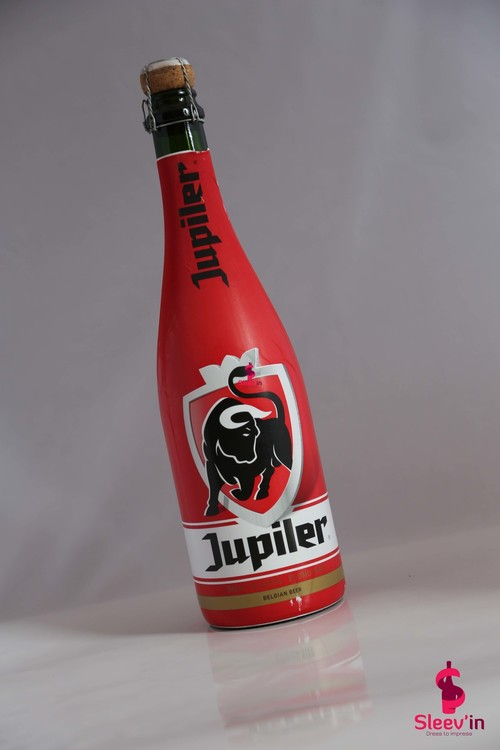 Jupiler
Jupiler
BELGIAN BEER
Sleev'in
Dress to impress